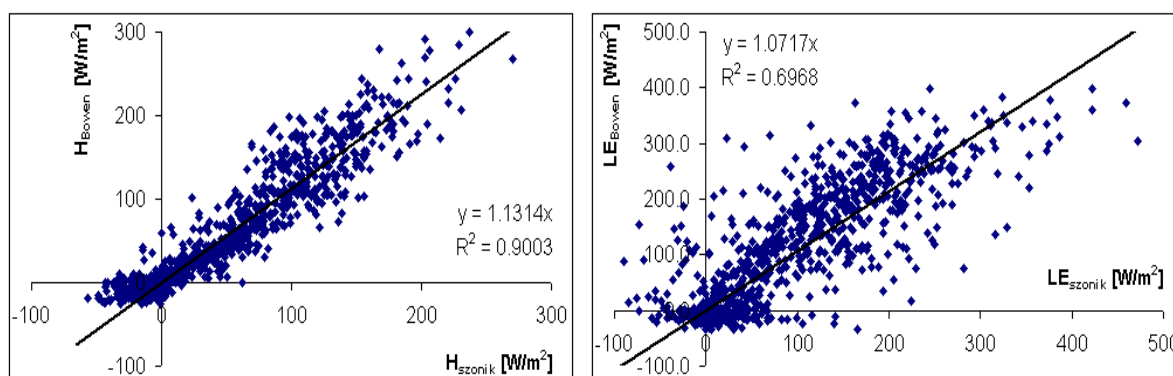 300
H_Bowen [W/m²]
200
100
y = 1.1314x
R² = 0.9003
-100
0
100
200
300
-100
H_szonik [W/m²]
500.0
LE_Bowen [W/m²]
y = 1.0717x
R² = 0.6968
400.0
300.0
200.0
100.0
0.0
-100
0
100
200
300
400
500
LE_szonik [W/m²]
-100.0